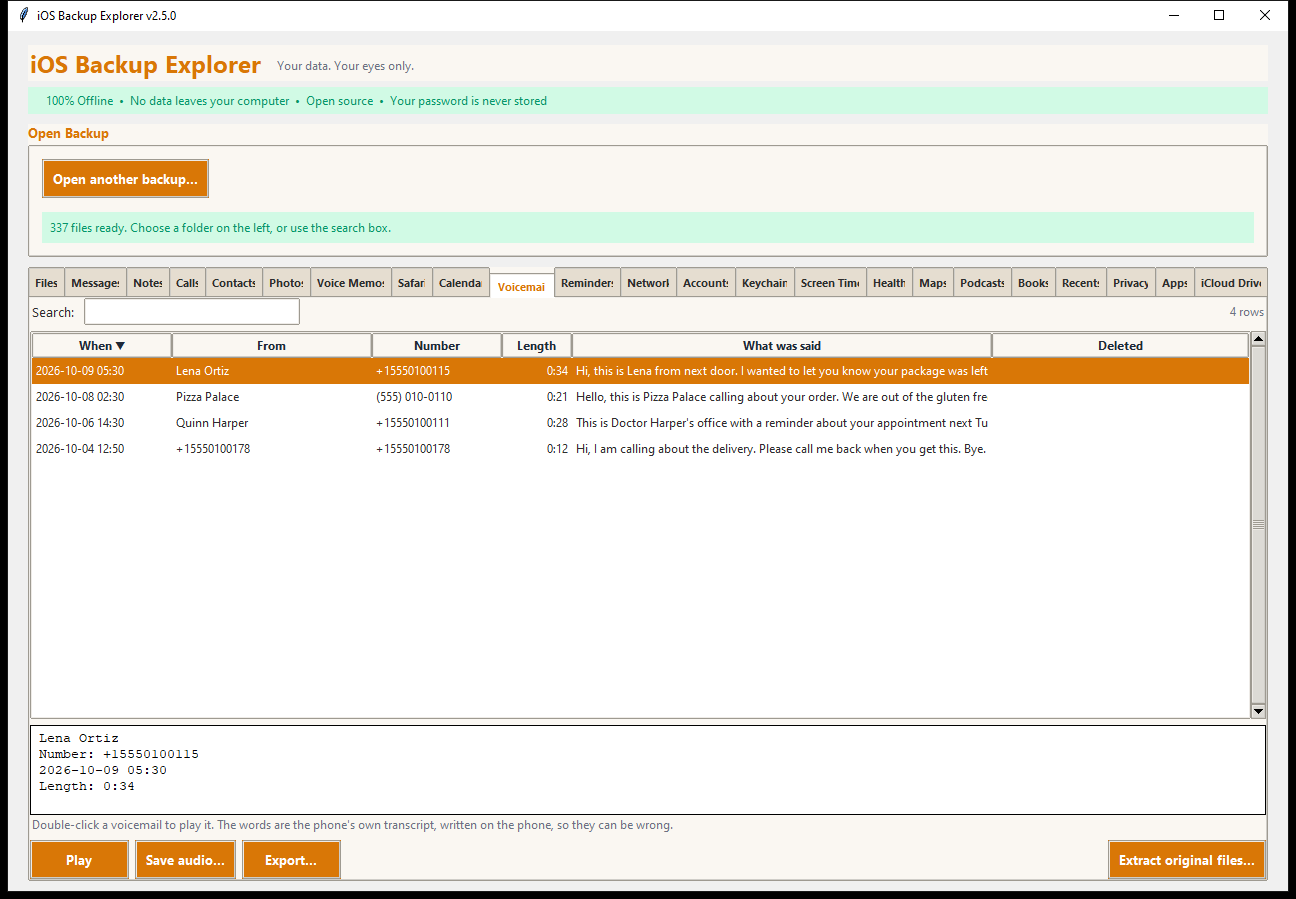 iOS Backup Explorer v2.5.0
iOS Backup Explorer Your data. Your eyes only.
100% Offline • No data leaves your computer • Open source • Your password is never stored
Open Backup
Open another backup...
337 files ready. Choose a folder on the left, or use the search box.
Files Messages Notes Calls Contacts Photos Voice Memos Safari Calenda Voicemai Reminders Network Accounts Keychain Screen Time Health Maps Podcasts Books Recents Privacy Apps iCloud Drive
Search: 4 rows
When ▼ From Number Length What was said Deleted
2026-10-09 05:30 Lena Ortiz +15550100115 0:34 Hi, this is Lena from next door. I wanted to let you know your package was left
2026-10-08 02:30 Pizza Palace (555) 010-0110 0:21 Hello, this is Pizza Palace calling about your order. We are out of the gluten fre
2026-10-06 14:30 Quinn Harper +15550100111 0:28 This is Doctor Harper's office with a reminder about your appointment next Tu
2026-10-04 12:50 +15550100178 +15550100178 0:12 Hi, I am calling about the delivery. Please call me back when you get this. Bye.
Lena Ortiz
Number: +15550100115
2026-10-09 05:30
Length: 0:34
Double-click a voicemail to play it. The words are the phone's own transcript, written on the phone, so they can be wrong.
Play Save audio... Export... Extract original files...